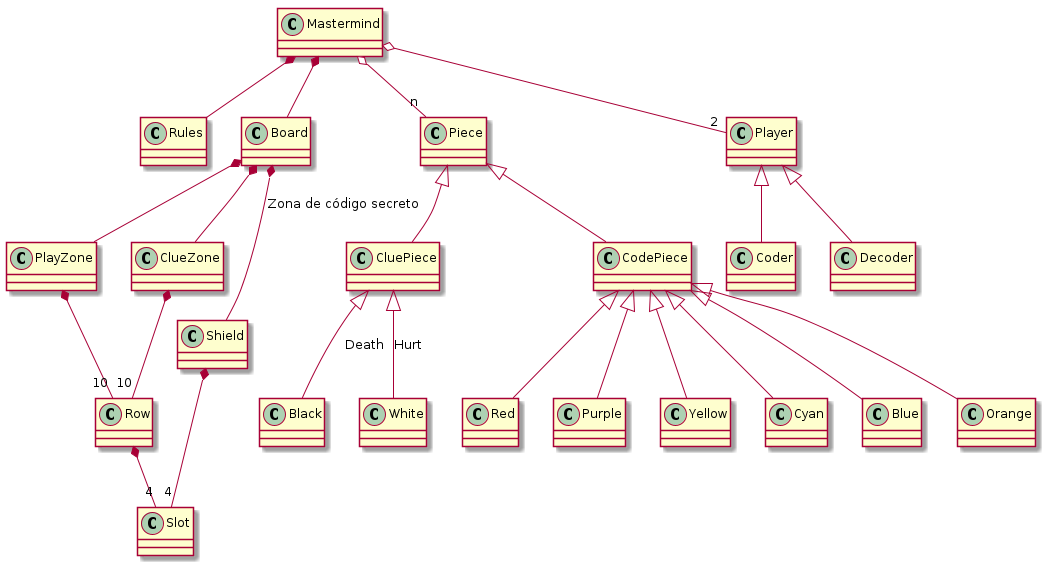 C Mastermind
n
2
C Rules
C Board
C Piece
C Player
Zona de código secreto
C PlayZone
C ClueZone
C CluePiece
C CodePiece
C Coder
C Decoder
C Shield
Death
Hurt
10
10
C Row
C Black
C White
C Red
C Purple
C Yellow
C Cyan
C Blue
C Orange
4
4
C Slot